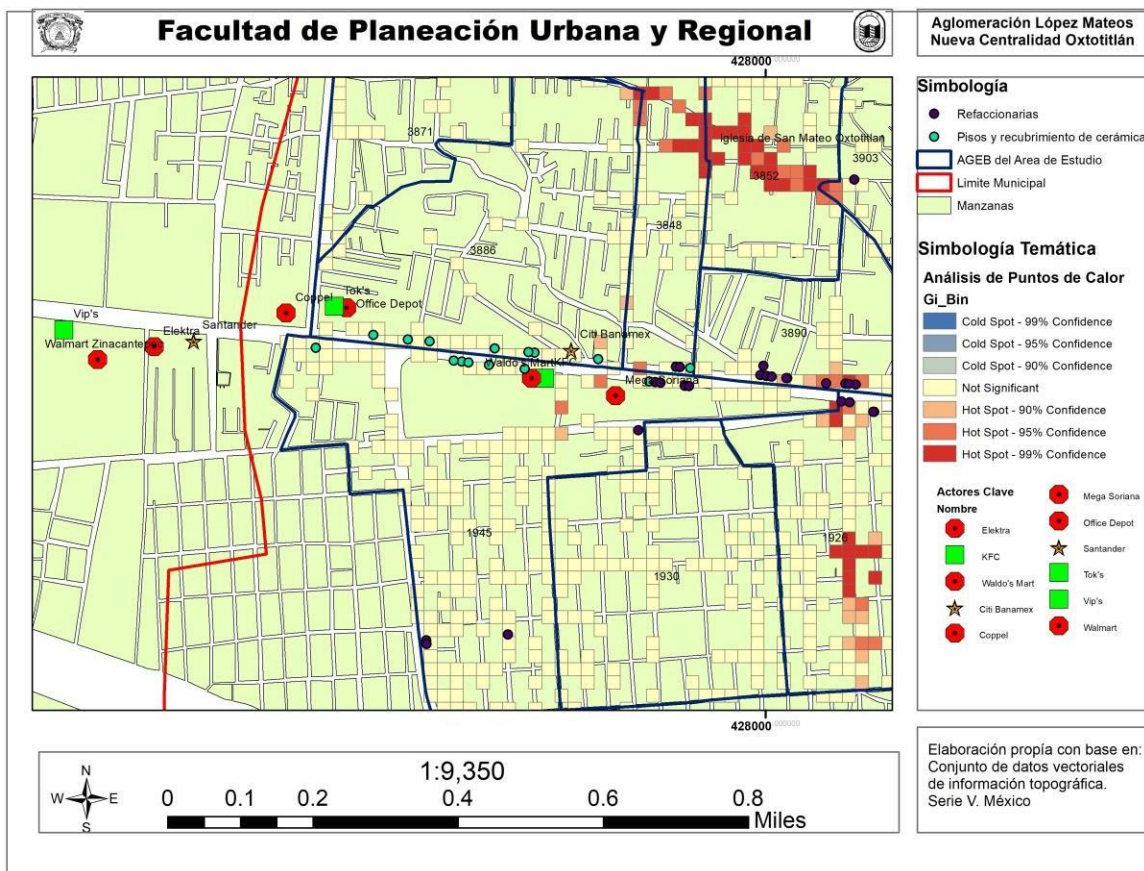 Facultad de Planeación Urbana y Regional
Aglomeración López Mateos
Nueva Centralidad Oxtotitlán
428000.000000
Simbología
Refaccionarias
Pisos y recubrimiento de cerámica
AGEB del Area de Estudio
Limite Municipal
Manzanas
Simbología Temática
Análisis de Puntos de Calor
Gi_Bin
Cold Spot - 99% Confidence
Cold Spot - 95% Confidence
Cold Spot - 90% Confidence
Not Significant
Hot Spot - 90% Confidence
Hot Spot - 95% Confidence
Hot Spot - 99% Confidence
Actores Clave
Nombre
Elektra
KFC
Waldo's Mart
Citi Banamex
Coppel
Mega Soriana
Office Depot
Santander
Tok's
Vip's
Walmart
3871
Iglesia de San Mateo Oxtotitlan
3903
3852
3848
3886
Tok's
Coppel
Office Depot
Vip's
Santander
Elektra
Walmart Zinacantepec
Citi Banamex
3890
Waldo's Mart
KFC
Mega Soriana
1945
1926
1930
428000.000000
N
W E
S
1:9,350
0 0.1 0.2 0.4 0.6 0.8
Miles
Elaboración propía con base en:
Conjunto de datos vectoriales
de información topográfica.
Serie V. México